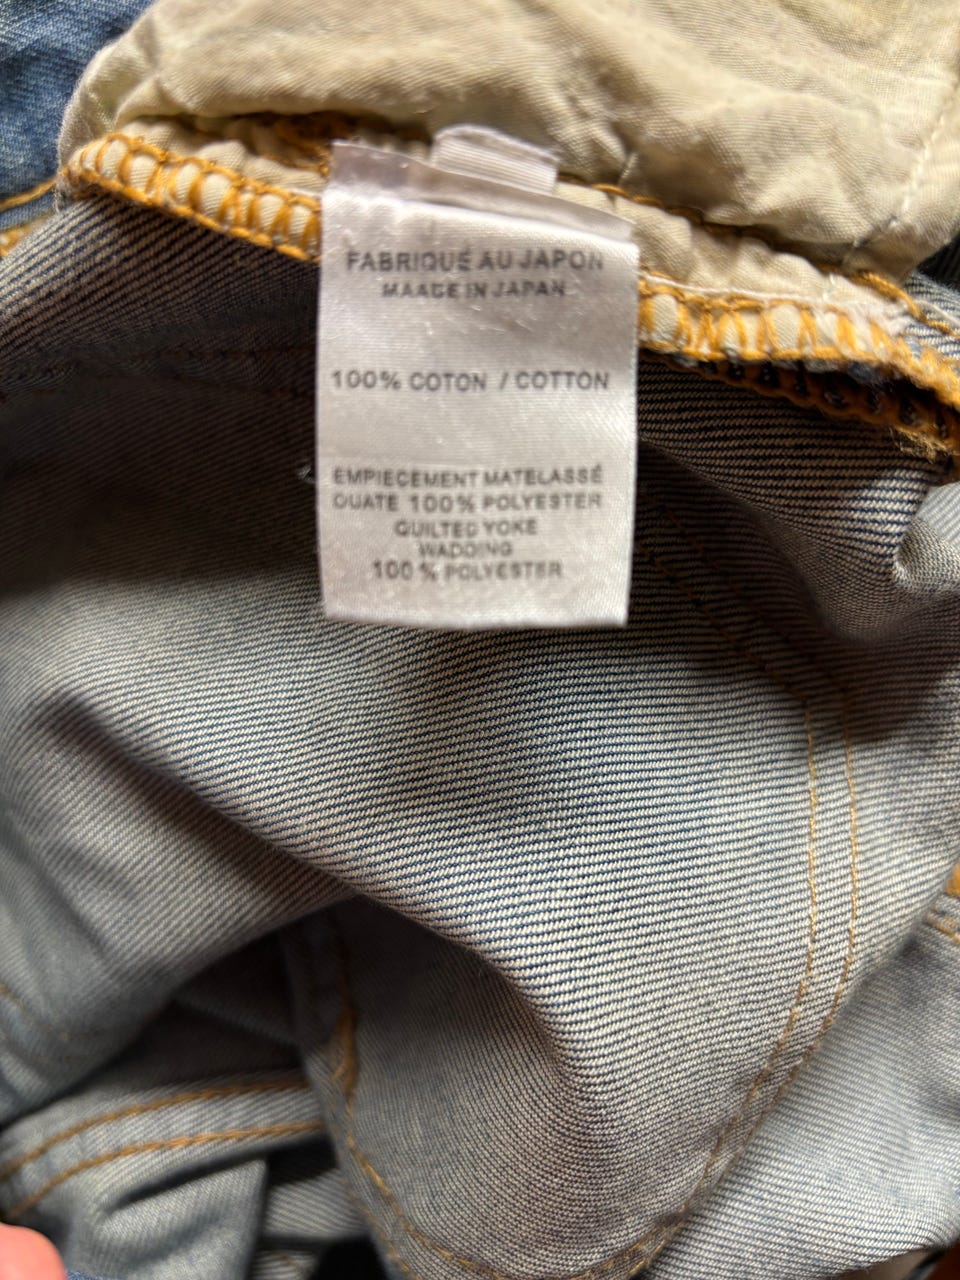 FABRIQUÉ AU JAPON
MAADE IN JAPAN
100% COTON / COTTON
EMPIECEMENT MATELASSÉ
OUATE 100% POLYESTER
QUILTED YOKE
WADDING
100% POLYESTER